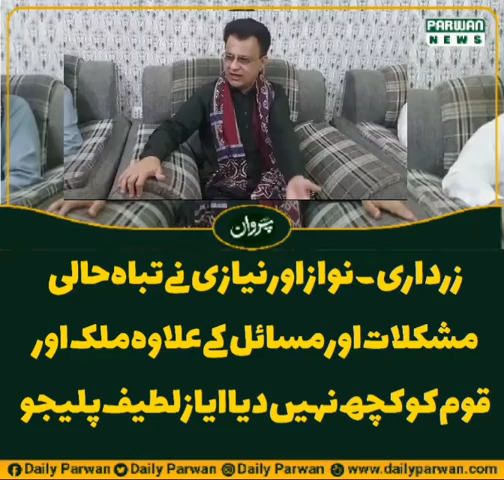 PARWAN
NEWS
پروان
زرداری۔نواز اور نیازی نے تباہ حالی
مشکلات اور مسائل کے علاوہ ملک اور
قوم کو کچھ نہیں دیا ایاز لطیف پلیجو
Daily Parwan Daily Parwan Daily Parwan www.dailyparwan.com